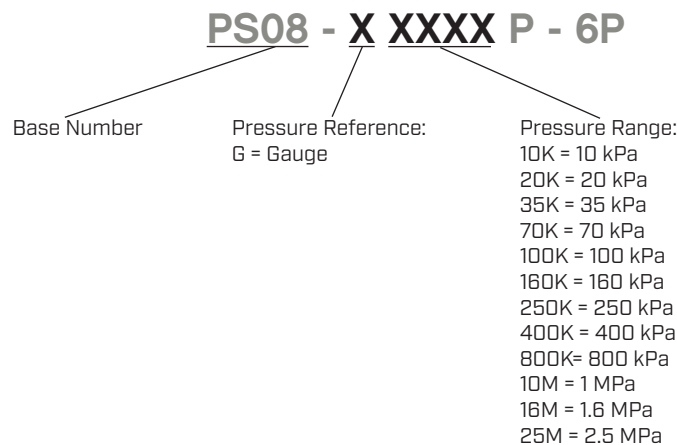 PS08 - X XXXX P - 6P
Base Number
Pressure Reference:
G = Gauge
Pressure Range:
10K = 10 kPa
20K = 20 kPa
35K = 35 kPa
70K = 70 kPa
100K = 100 kPa
160K = 160 kPa
250K = 250 kPa
400K = 400 kPa
800K= 800 kPa
10M = 1 MPa
16M = 1.6 MPa
25M = 2.5 MPa